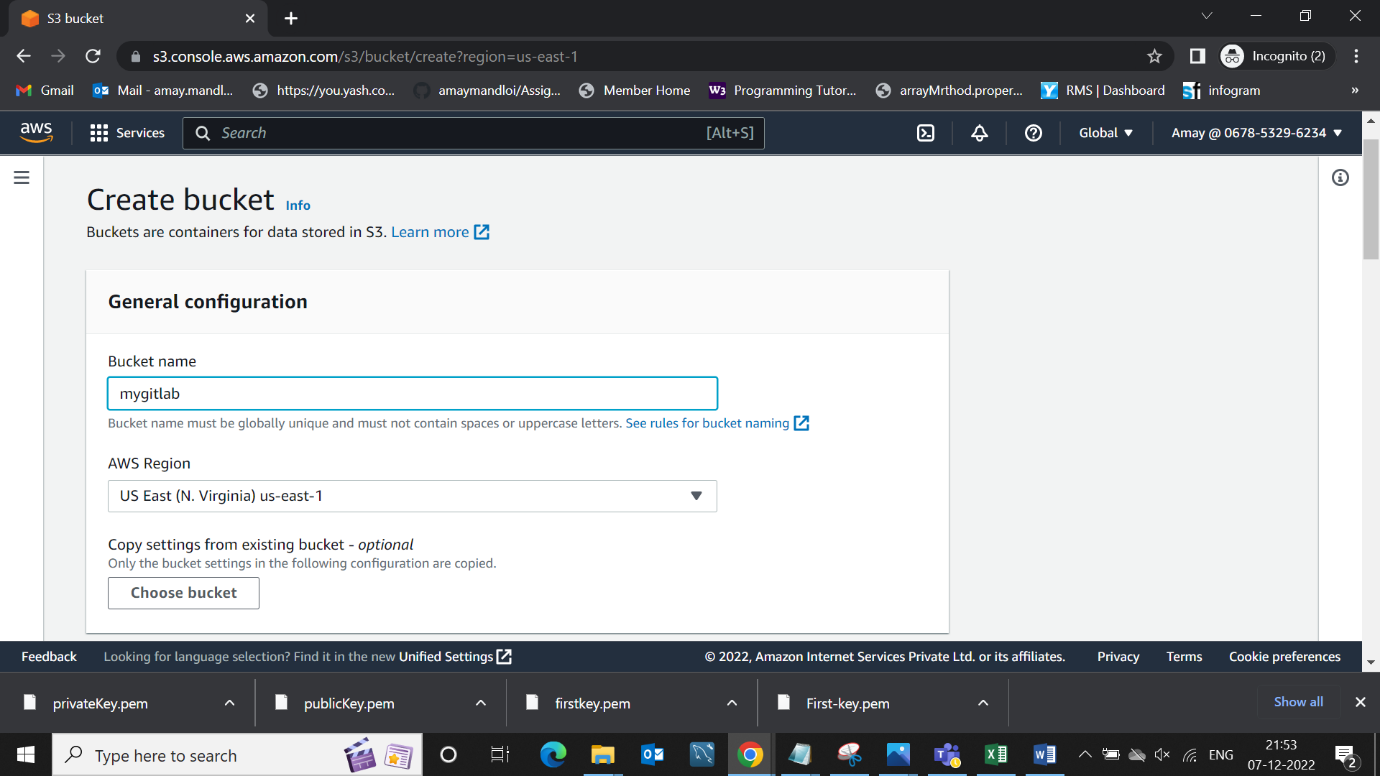 S3 bucket
s3.console.aws.amazon.com/s3/bucket/create?region=us-east-1
Incognito (2)
Gmail
Mail - amay.mandl...
https://you.yash.co...
amaymandloi/Assig...
Member Home
W3 Programming Tutor...
arrayMrthod.proper...
Y RMS | Dashboard
infogram
»
aws
Services
Search
[Alt+S]
Global
Amay @ 0678-5329-6234
Create bucket Info
Buckets are containers for data stored in S3. Learn more
General configuration
Bucket name
mygitlab
Bucket name must be globally unique and must not contain spaces or uppercase letters. See rules for bucket naming
AWS Region
US East (N. Virginia) us-east-1
Copy settings from existing bucket - optional
Only the bucket settings in the following configuration are copied.
Choose bucket
Feedback
Looking for language selection? Find it in the new Unified Settings
© 2022, Amazon Internet Services Private Ltd. or its affiliates.
Privacy
Terms
Cookie preferences
privateKey.pem
publicKey.pem
firstkey.pem
First-key.pem
Show all
Type here to search
ENG
21:53
07-12-2022
2